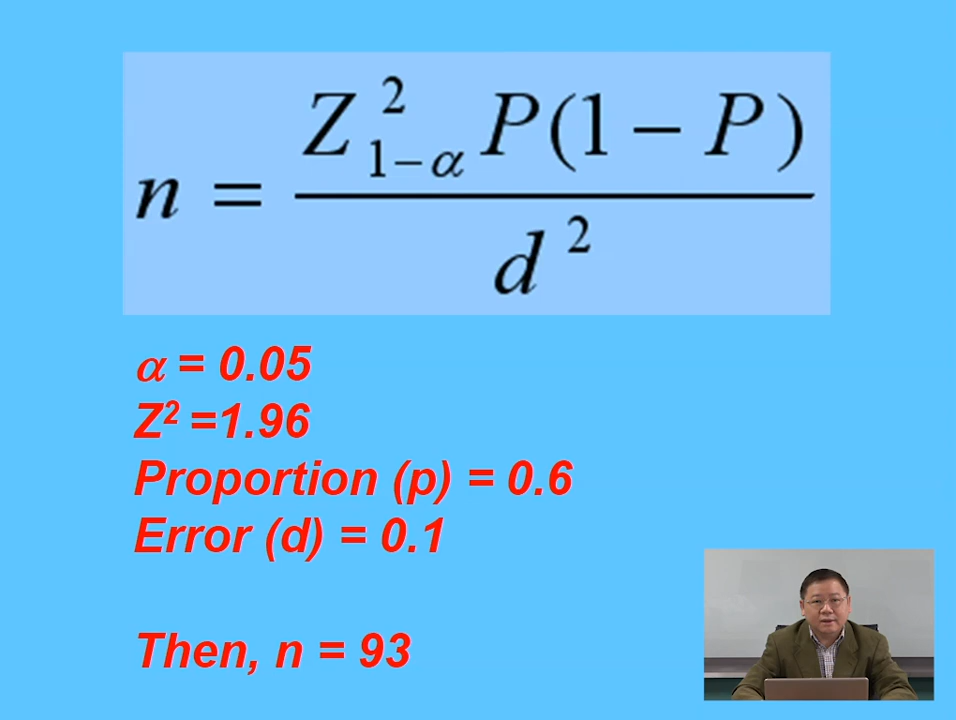 n = Z²₁₋α P(1 − P) / d²
α = 0.05
Z² =1.96
Proportion (p) = 0.6
Error (d) = 0.1
Then, n = 93